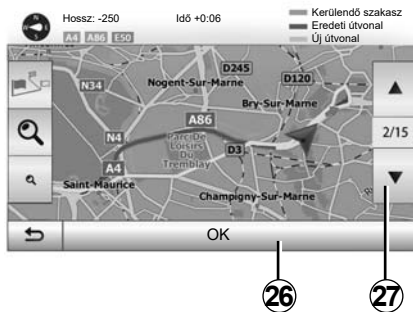 Hossz: -250 Idő +0:06
A4 A86 E50
Kerülendő szakasz
Eredeti útvonal
Új útvonal
D245
N34
D120
Nogent-Sur-Marne
Bry-Sur-Marne
A86
2/15
N4
Parc De
Loisirs
Du
Tremblay
D3
A4
Saint-Maurice
Champigny-Sur-Marne
OK
26
27